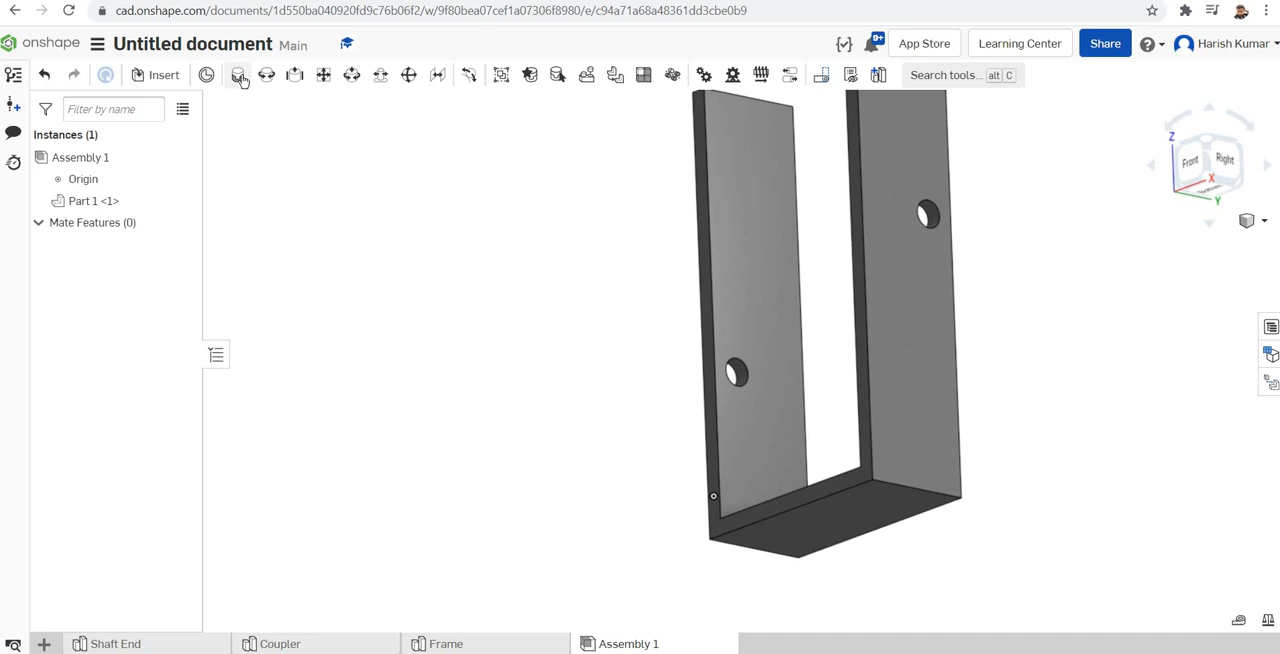 cad.onshape.com/documents/1d550ba040920fd9c76b06f2/w/9f80bea07cef1a07306f8980/e/c94a71a68a48361dd3cbe0b9
onshape Untitled document Main 9+ App Store Learning Center Share Harish Kumar
Insert Search tools... alt C
Filter by name
Instances (1)
Assembly 1
Origin
Part 1 <1>
Mate Features (0)
Z
Front Right
X
Y
Shaft End Coupler Frame Assembly 1